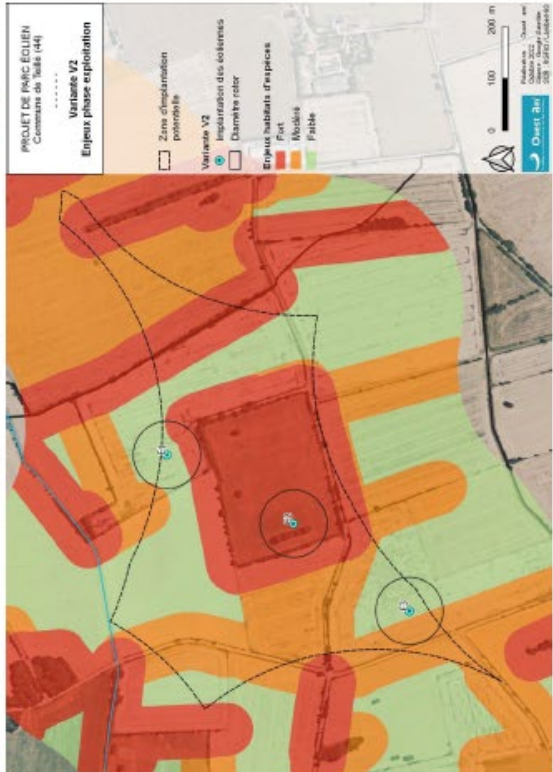 PROJET DE PARC ÉOLIEN
Commune de Teillé (44)
Variante V2
Enjeux phase exploitation
Zone d'implantation
potentielle
Variante V2
Implantation des éoliennes
Diamètre rotor
Enjeux habitats d'espèces
Fort
Modéré
Faible
0 100 200 m
Ouest am'